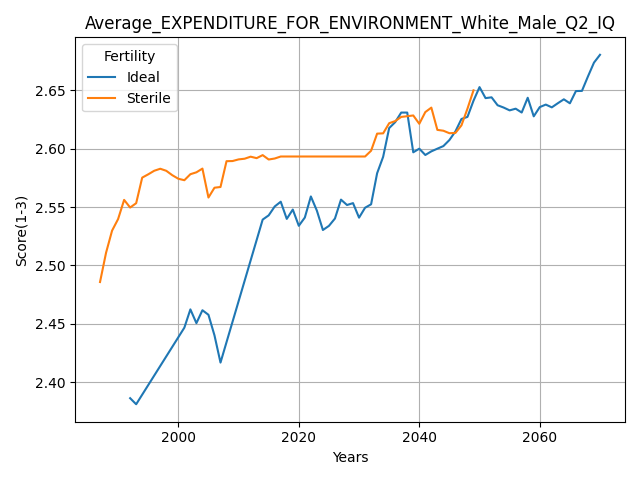 Average_EXPENDITURE_FOR_ENVIRONMENT_White_Male_Q2_IQ
Fertility
Ideal
Sterile
Score(1-3)
2.65
2.60
2.55
2.50
2.45
2.40
2000 2020 2040 2060
Years